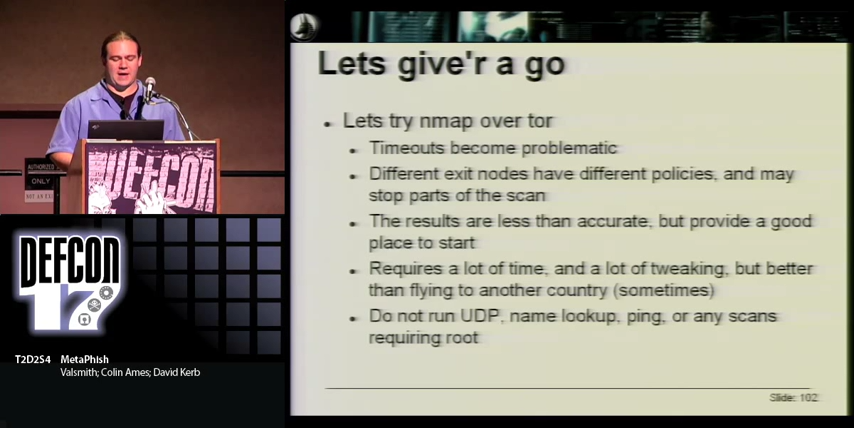 Lets give'r a go
• Lets try nmap over tor
• Timeouts become problematic
• Different exit nodes have different policies, and may
stop parts of the scan
• The results are less than accurate, but provide a good
place to start
• Requires a lot of time, and a lot of tweaking, but better
than flying to another country (sometimes)
• Do not run UDP, name lookup, ping, or any scans
requiring root
Slide: 102
AUTHORIZED
ONLY
DEFCON
DEFCON
17
T2D2S4 MetaPhish
Valsmith; Colin Ames; David Kerb